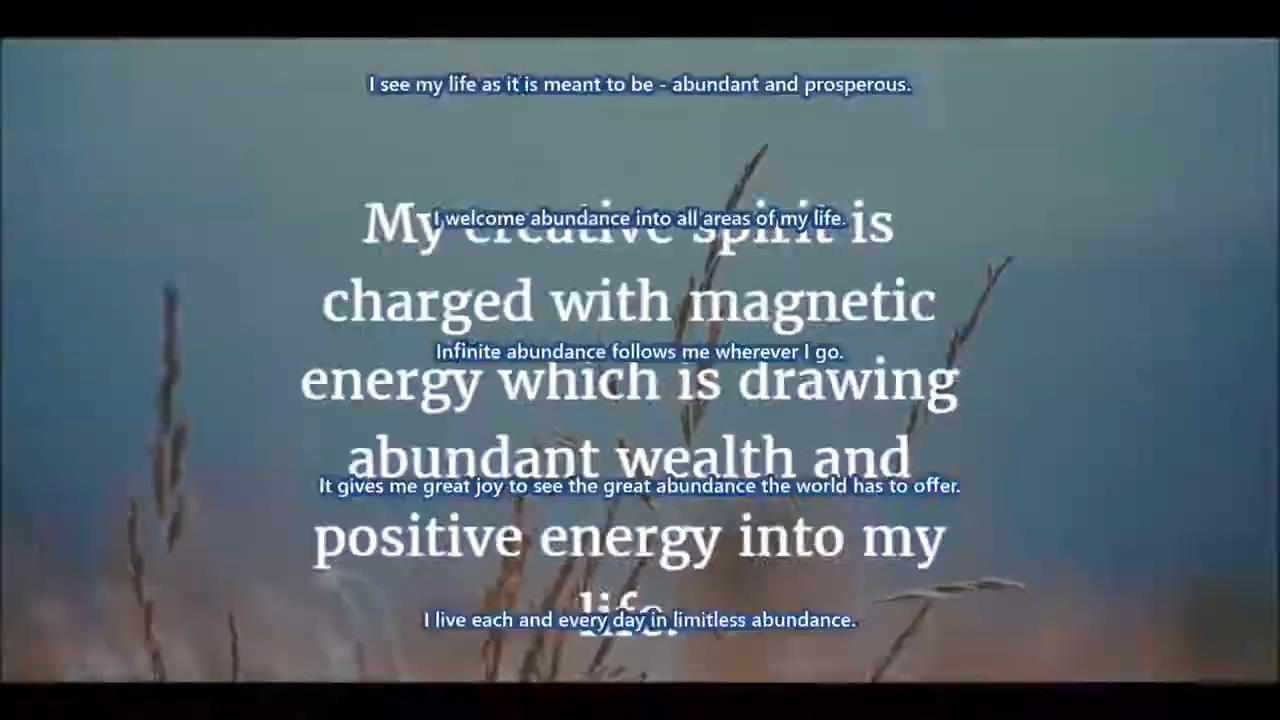 I see my life as it is meant to be - abundant and prosperous.
I welcome abundance into all areas of my life.
My creative spirit is
charged with magnetic
Infinite abundance follows me wherever I go.
energy which is drawing
abundant wealth and
It gives me great joy to see the great abundance the world has to offer.
positive energy into my
life.
I live each and every day in limitless abundance.